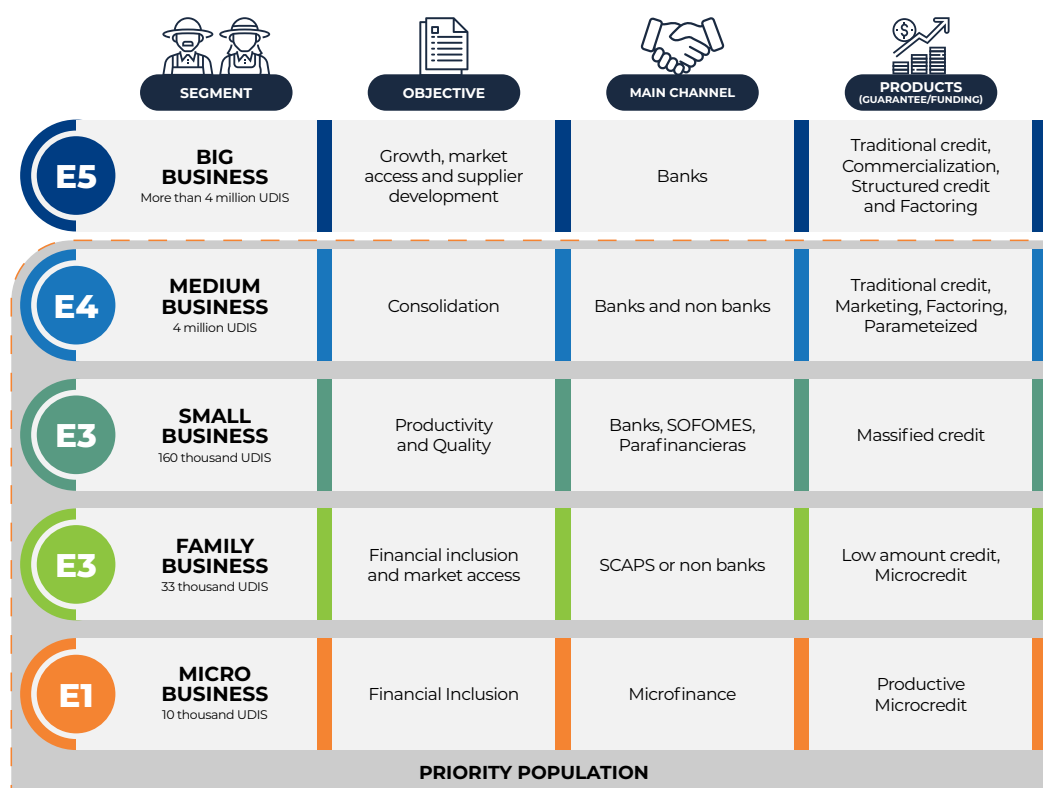 SEGMENT
OBJECTIVE
MAIN CHANNEL
PRODUCTS
(GUARANTEE/FUNDING)
E5
BIG
BUSINESS
More than 4 million UDIS
Growth, market
access and supplier
development
Banks
Traditional credit,
Commercialization,
Structured credit
and Factoring
E4
MEDIUM
BUSINESS
4 million UDIS
Consolidation
Banks and non banks
Traditional credit,
Marketing, Factoring,
Parameteized
E3
SMALL
BUSINESS
160 thousand UDIS
Productivity
and Quality
Banks, SOFOMES,
Parafinancieras
Massified credit
E3
FAMILY
BUSINESS
33 thousand UDIS
Financial inclusion
and market access
SCAPS or non banks
Low amount credit,
Microcredit
E1
MICRO
BUSINESS
10 thousand UDIS
Financial Inclusion
Microfinance
Productive
Microcredit
PRIORITY POPULATION